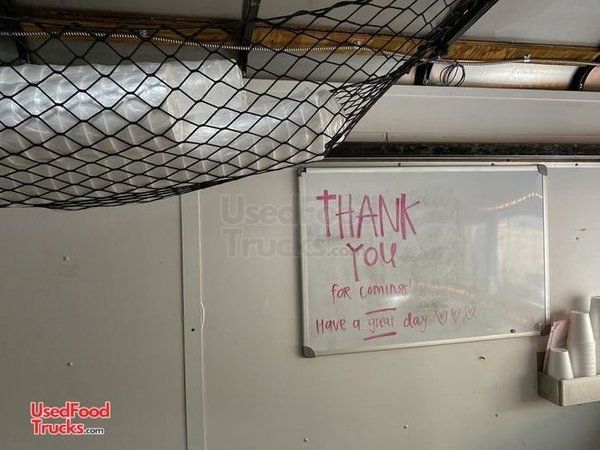 THANK
YOU
for coming!
Have a great day ♡♡♡
UsedFood
Trucks.com
UsedFood
Trucks.com